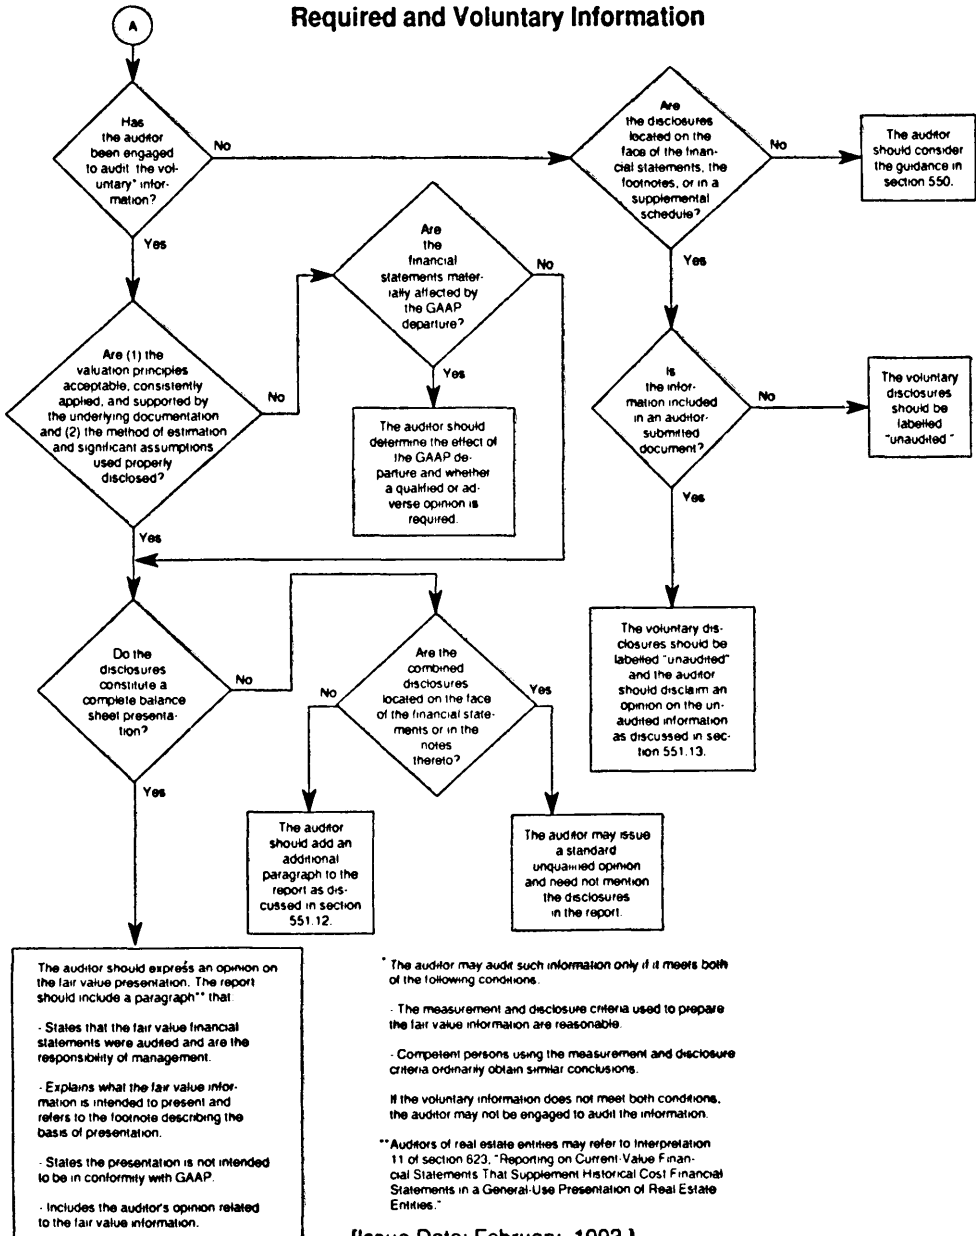 Required and Voluntary Information
A
Has
the auditor
been engaged
to audit the vol-
untary* infor-
mation?
No
Yes
Are
the disclosures
located on the
face of the finan-
cial statements, the
footnotes, or in a
supplemental
schedule?
No
The auditor
should consider
the guidance in
section 550.
Yes
Are
the
financial
statements mater-
ially affected by
the GAAP
departure?
No
Yes
Are (1) the
valuation principles
acceptable, consistently
applied, and supported by
the underlying documentation
and (2) the method of estimation
and significant assumptions
used properly
disclosed?
No
Yes
The auditor should
determine the effect of
the GAAP de-
parture and whether
a qualified or ad-
verse opinion is
required.
Is
the infor-
mation included
in an auditor-
submitted
document?
No
The voluntary
disclosures
should be
labelled
"unaudited."
Yes
The voluntary dis-
closures should be
labelled "unaudited"
and the auditor
should disclaim an
opinion on the un-
audited information
as discussed in sec-
tion 551.13.
Do the
disclosures
constitute a
complete balance
sheet presenta-
tion?
No
Yes
Are the
combined
disclosures
located on the face
of the financial state-
ments or in the
notes
thereto?
No
Yes
The auditor
should add an
additional
paragraph to the
report as dis-
cussed in section
551.12.
The auditor may issue
a standard
unqualified opinion
and need not mention
the disclosures
in the report.
The auditor should express an opinion on
the fair value presentation. The report
should include a paragraph** that
- States that the fair value financial
statements were audited and are the
responsibility of management.
- Explains what the fair value infor-
mation is intended to present and
refers to the footnote describing the
basis of presentation.
- States the presentation is not intended
to be in conformity with GAAP.
- Includes the auditor's opinion related
to the fair value information.
* The auditor may audit such information only if it meets both
of the following conditions.
- The measurement and disclosure criteria used to prepare
the fair value information are reasonable.
- Competent persons using the measurement and disclosure
criteria ordinarily obtain similar conclusions.
If the voluntary information does not meet both conditions,
the auditor may not be engaged to audit the information.
**Auditors of real estate entities may refer to Interpretation
11 of section 623, "Reporting on Current-Value Finan-
cial Statements That Supplement Historical Cost Financial
Statements in a General-Use Presentation of Real Estate
Entities."
[Issue Date: February, 1993.]